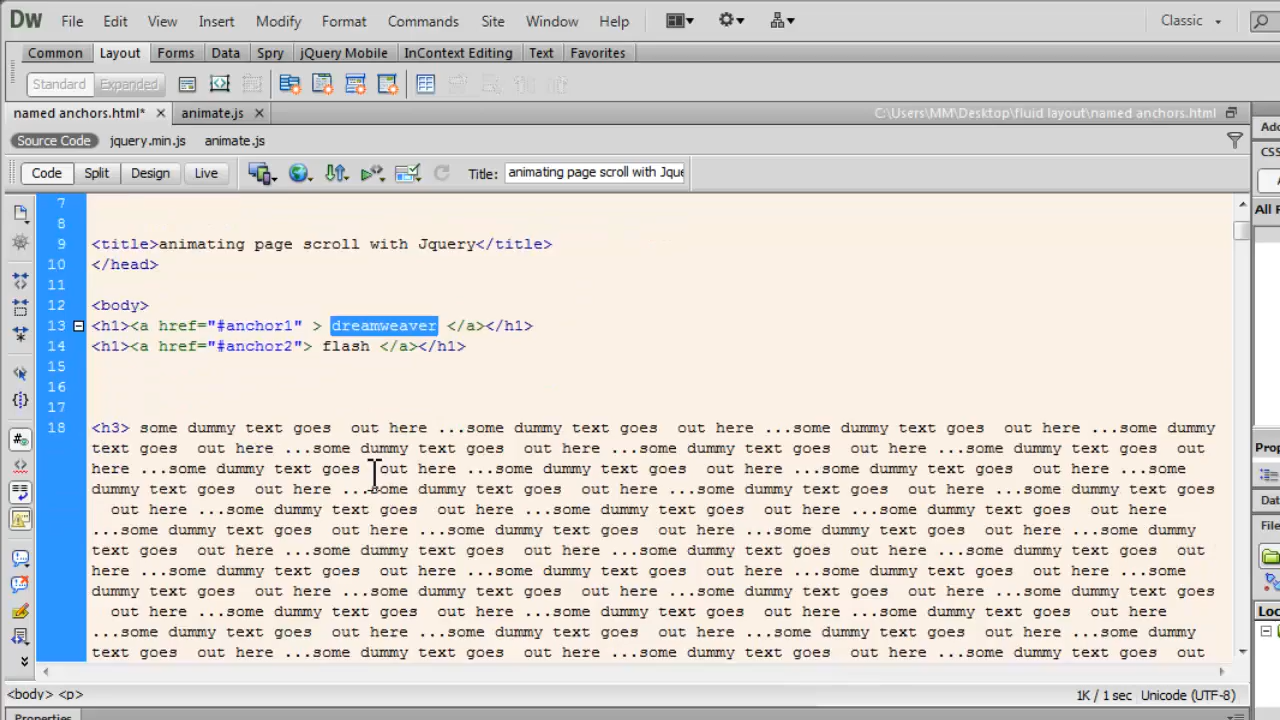 Dw File Edit View Insert Modify Format Commands Site Window Help Classic
Common Layout Forms Data Spry jQuery Mobile InContext Editing Text Favorites
Standard Expanded
named anchors.html* animate.js C:\Users\MM\Desktop\fluid layout\named anchors.html
Source Code jquery.min.js animate.js
Code Split Design Live Title: animating page scroll with Jque
7
8
9 <title>animating page scroll with Jquery</title>
10 </head>
11
12 <body>
13 <h1><a href="#anchor1" > dreamweaver </a></h1>
14 <h1><a href="#anchor2"> flash </a></h1>
15
16
17
18 <h3> some dummy text goes  out here ...some dummy text goes  out here ...some dummy text goes  out here ...some dummy
text goes  out here ...some dummy text goes  out here ...some dummy text goes  out here ...some dummy text goes  out
here ...some dummy text goes  out here ...some dummy text goes  out here ...some dummy text goes  out here ...some
dummy text goes  out here ...some dummy text goes  out here ...some dummy text goes  out here ...some dummy text goes
out here ...some dummy text goes  out here ...some dummy text goes  out here ...some dummy text goes  out here
...some dummy text goes  out here ...some dummy text goes  out here ...some dummy text goes  out here ...some dummy
text goes  out here ...some dummy text goes  out here ...some dummy text goes  out here ...some dummy text goes  out
here ...some dummy text goes  out here ...some dummy text goes  out here ...some dummy text goes  out here ...some
dummy text goes  out here ...some dummy text goes  out here ...some dummy text goes  out here ...some dummy text goes
out here ...some dummy text goes  out here ...some dummy text goes  out here ...some dummy text goes  out here
...some dummy text goes  out here ...some dummy text goes  out here ...some dummy text goes  out here ...some dummy
text goes  out here ...some dummy text goes  out here ...some dummy text goes  out here ...some dummy text goes  out
<body> <p> 1K / 1 sec Unicode (UTF-8)
Properties
Ado
CSS
A
All R
Prope
Dat
File
Loc